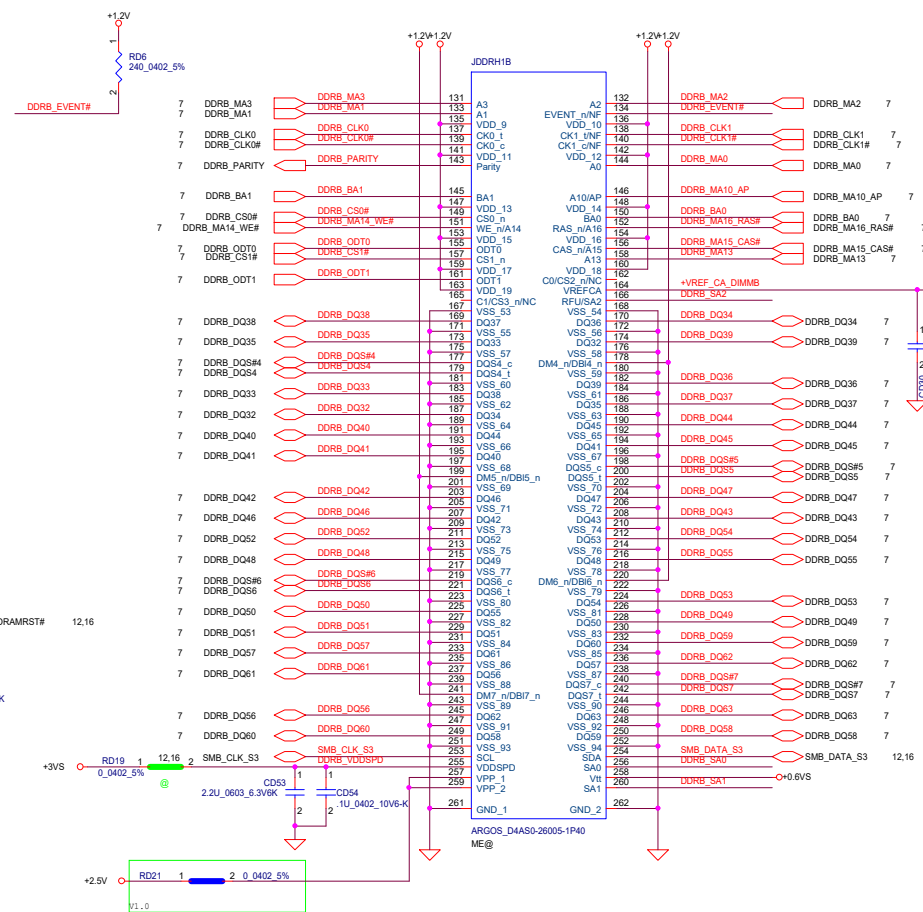 +1.2V
1
RD6
240_0402_5%
2
DDRB_EVENT#
+1.2V+1.2V
+1.2V+1.2V
JDDRH1B
7 DDRB_MA3 DDRB_MA3 131 A3 A2 132 DDRB_MA2 DDRB_MA2 7
7 DDRB_MA1 DDRB_MA1 133 A1 EVENT_n/NF 134 DDRB_EVENT#
135 VDD_9 VDD_10 136
7 DDRB_CLK0 DDRB_CLK0 137 CK0_t CK1_t/NF 138 DDRB_CLK1 DDRB_CLK1 7
7 DDRB_CLK0# DDRB_CLK0# 139 CK0_c CK1_c/NF 140 DDRB_CLK1# DDRB_CLK1# 7
141 VDD_11 VDD_12 142
7 DDRB_PARITY DDRB_PARITY 143 Parity A0 144 DDRB_MA0 DDRB_MA0 7
7 DDRB_BA1 DDRB_BA1 145 BA1 A10/AP 146 DDRB_MA10_AP DDRB_MA10_AP 7
147 VDD_13 VDD_14 148
7 DDRB_CS0# DDRB_CS0# 149 CS0_n BA0 150 DDRB_BA0 DDRB_BA0 7
7 DDRB_MA14_WE# DDRB_MA14_WE# 151 WE_n/A14 RAS_n/A16 152 DDRB_MA16_RAS# DDRB_MA16_RAS# 7
153 VDD_15 VDD_16 154
7 DDRB_ODT0 DDRB_ODT0 155 ODT0 CAS_n/A15 156 DDRB_MA15_CAS# DDRB_MA15_CAS# 7
7 DDRB_CS1# DDRB_CS1# 157 CS1_n A13 158 DDRB_MA13 DDRB_MA13 7
159 VDD_17 VDD_18 160
7 DDRB_ODT1 DDRB_ODT1 161 ODT1 C0/CS2_n/NC 162
163 VDD_19 VREFCA 164 +VREF_CA_DIMMB
165 C1/CS3_n/NC RFU/SA2 166 DDRB_SA2
167 VSS_53 VSS_54 168
7 DDRB_DQ38 DDRB_DQ38 169 DQ37 DQ36 170 DDRB_DQ34 DDRB_DQ34 7
171 VSS_55 VSS_56 172
7 DDRB_DQ35 DDRB_DQ35 173 DQ33 DQ32 174 DDRB_DQ39 DDRB_DQ39 7
175 VSS_57 VSS_58 176
7 DDRB_DQS#4 DDRB_DQS#4 177 DQS4_c DM4_n/DBI4_n 178
7 DDRB_DQS4 DDRB_DQS4 179 DQS4_t VSS_59 180
181 VSS_60 DQ39 182 DDRB_DQ36 DDRB_DQ36 7
7 DDRB_DQ33 DDRB_DQ33 183 DQ38 VSS_61 184
185 VSS_62 DQ35 186 DDRB_DQ37 DDRB_DQ37 7
7 DDRB_DQ32 DDRB_DQ32 187 DQ34 VSS_63 188
189 VSS_64 DQ45 190 DDRB_DQ44 DDRB_DQ44 7
7 DDRB_DQ40 DDRB_DQ40 191 DQ44 VSS_65 192
193 VSS_66 DQ41 194 DDRB_DQ45 DDRB_DQ45 7
7 DDRB_DQ41 DDRB_DQ41 195 DQ40 VSS_67 196
197 VSS_68 DQS5_c 198 DDRB_DQS#5 DDRB_DQS#5 7
199 DM5_n/DBI5_n DQS5_t 200 DDRB_DQS5 DDRB_DQS5 7
201 VSS_69 VSS_70 202
7 DDRB_DQ42 DDRB_DQ42 203 DQ46 DQ47 204 DDRB_DQ47 DDRB_DQ47 7
205 VSS_71 VSS_72 206
7 DDRB_DQ46 DDRB_DQ46 207 DQ42 DQ43 208 DDRB_DQ43 DDRB_DQ43 7
209 VSS_73 VSS_74 210
7 DDRB_DQ52 DDRB_DQ52 211 DQ52 DQ53 212 DDRB_DQ54 DDRB_DQ54 7
213 VSS_75 VSS_76 214
7 DDRB_DQ48 DDRB_DQ48 215 DQ49 DQ48 216 DDRB_DQ55 DDRB_DQ55 7
217 VSS_77 VSS_78 218
7 DDRB_DQS#6 DDRB_DQS#6 219 DQS6_c DM6_n/DBI6_n 220
7 DDRB_DQS6 DDRB_DQS6 221 DQS6_t VSS_79 222
223 VSS_80 DQ54 224 DDRB_DQ53 DDRB_DQ53 7
7 DDRB_DQ50 DDRB_DQ50 225 DQ55 VSS_81 226
227 VSS_82 DQ50 228 DDRB_DQ49 DDRB_DQ49 7
DRAMRST# 12,16
7 DDRB_DQ51 DDRB_DQ51 229 DQ51 VSS_83 230
231 VSS_84 DQ60 232 DDRB_DQ59 DDRB_DQ59 7
7 DDRB_DQ57 DDRB_DQ57 233 DQ61 VSS_85 234
235 VSS_86 DQ57 236 DDRB_DQ62 DDRB_DQ62 7
7 DDRB_DQ61 DDRB_DQ61 237 DQ56 VSS_87 238
239 VSS_88 DQS7_c 240 DDRB_DQS#7 DDRB_DQS#7 7
241 DM7_n/DBI7_n DQS7_t 242 DDRB_DQS7 DDRB_DQS7 7
243 VSS_89 VSS_90 244
7 DDRB_DQ56 DDRB_DQ56 245 DQ62 DQ63 246 DDRB_DQ63 DDRB_DQ63 7
247 VSS_91 VSS_92 248
7 DDRB_DQ60 DDRB_DQ60 249 DQ58 DQ59 250 DDRB_DQ58 DDRB_DQ58 7
251 VSS_93 VSS_94 252
12,16 SMB_CLK_S3 SMB_CLK_S3 253 SCL SDA 254 SMB_DATA_S3 SMB_DATA_S3 12,16
+3VS RD19 1 2 DDRB_VDDSPD 255 VDDSPD SA0 256 DDRB_SA0
0_0402_5%
@
257 VPP_1 Vtt 258 +0.6VS
259 VPP_2 SA1 260 DDRB_SA1
1 CD53 2.2U_0603_6.3V6K 2
1 CD54 .1U_0402_10V6-K 2
261 GND_1 GND_2 262
ARGOS_D4AS0-26005-1P40
ME@
+2.5V RD21 1 2 0_0402_5%
V1.0
1
2
K